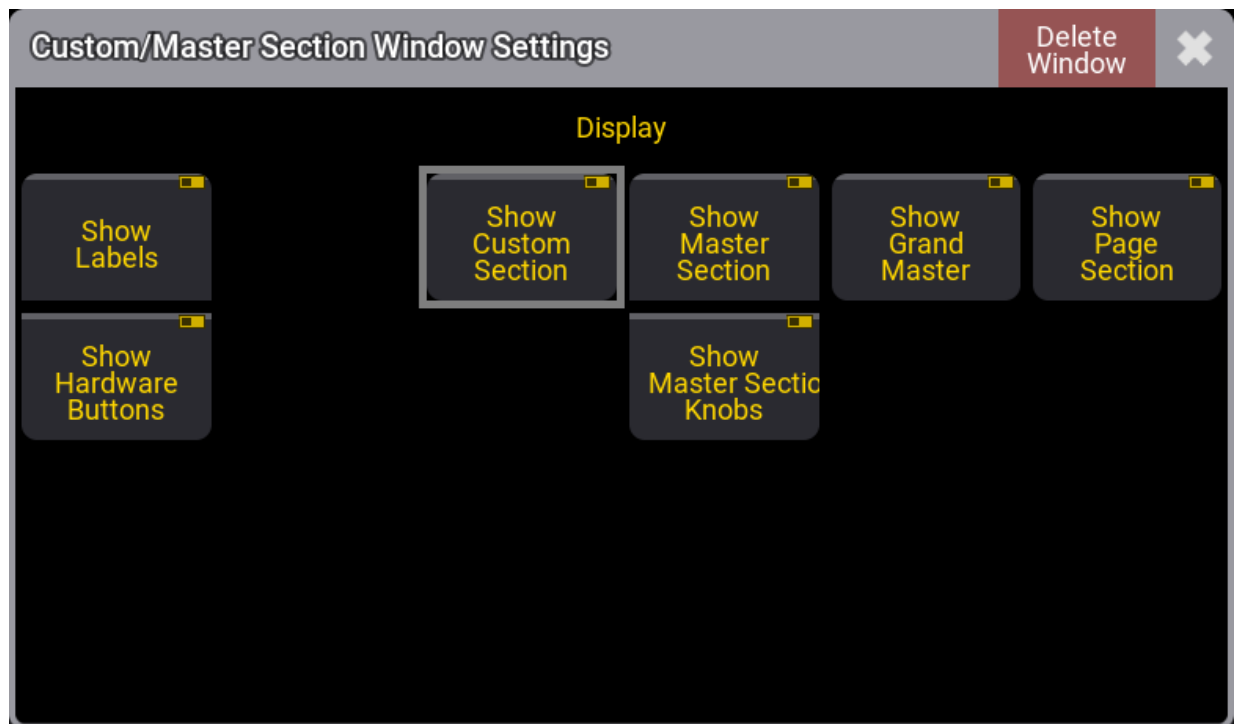 Custom/Master Section Window Settings
Delete
Window
Display
Show
Labels
Show
Custom
Section
Show
Master
Section
Show
Grand
Master
Show
Page
Section
Show
Hardware
Buttons
Show
Master Sectio
Knobs